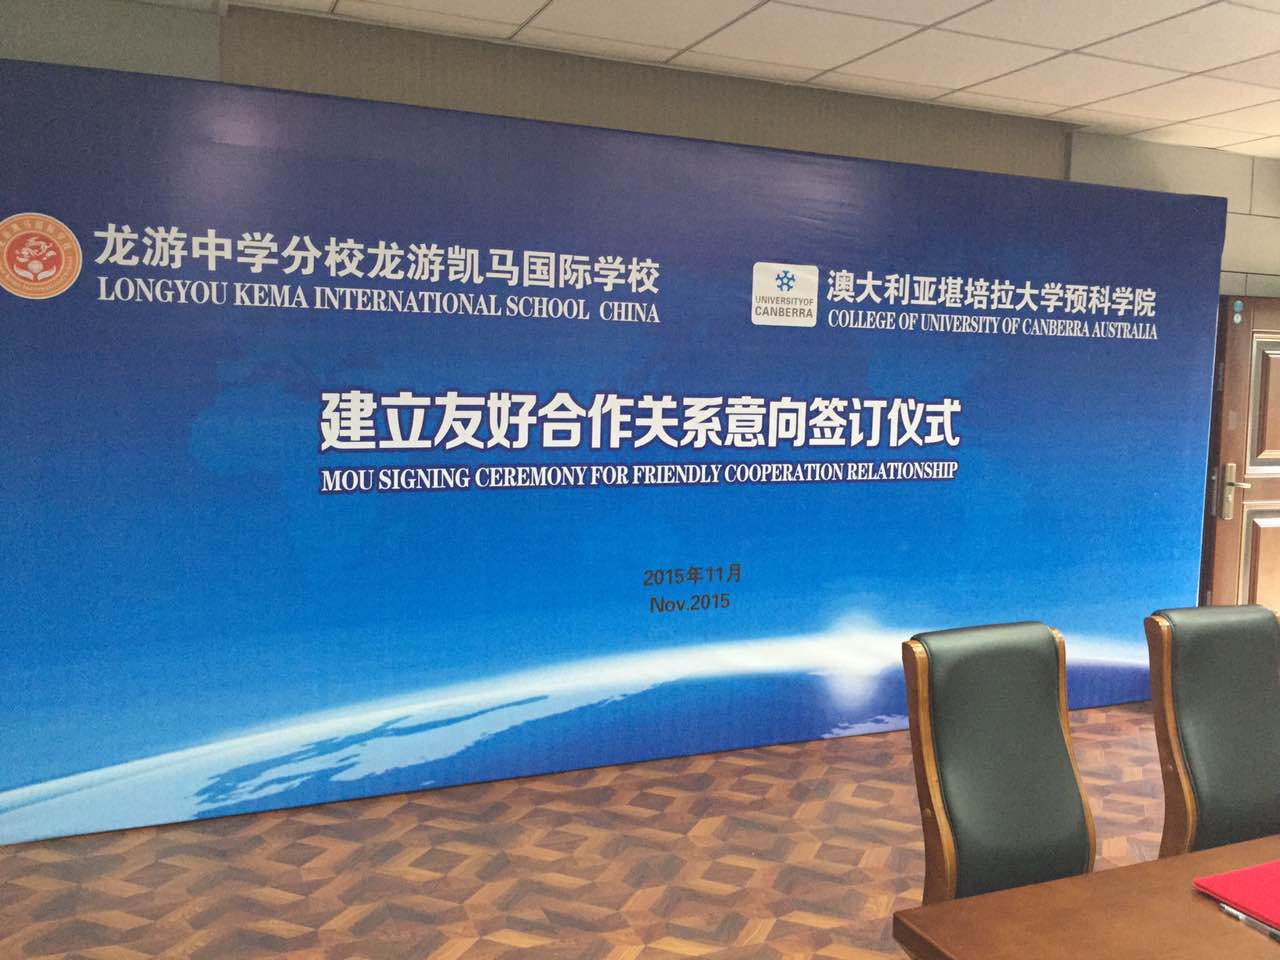 龙游中学分校龙游凯马国际学校
LONGYOU KEMA INTERNATIONAL SCHOOL CHINA
UNIVERSITY OF
CANBERRA
澳大利亚堪培拉大学预科学院
COLLEGE OF UNIVERSITY OF CANBERRA AUSTRALIA
建立友好合作关系意向签订仪式
MOU SIGNING CEREMONY FOR FRIENDLY COOPERATION RELATIONSHIP
2015年11月
Nov.2015